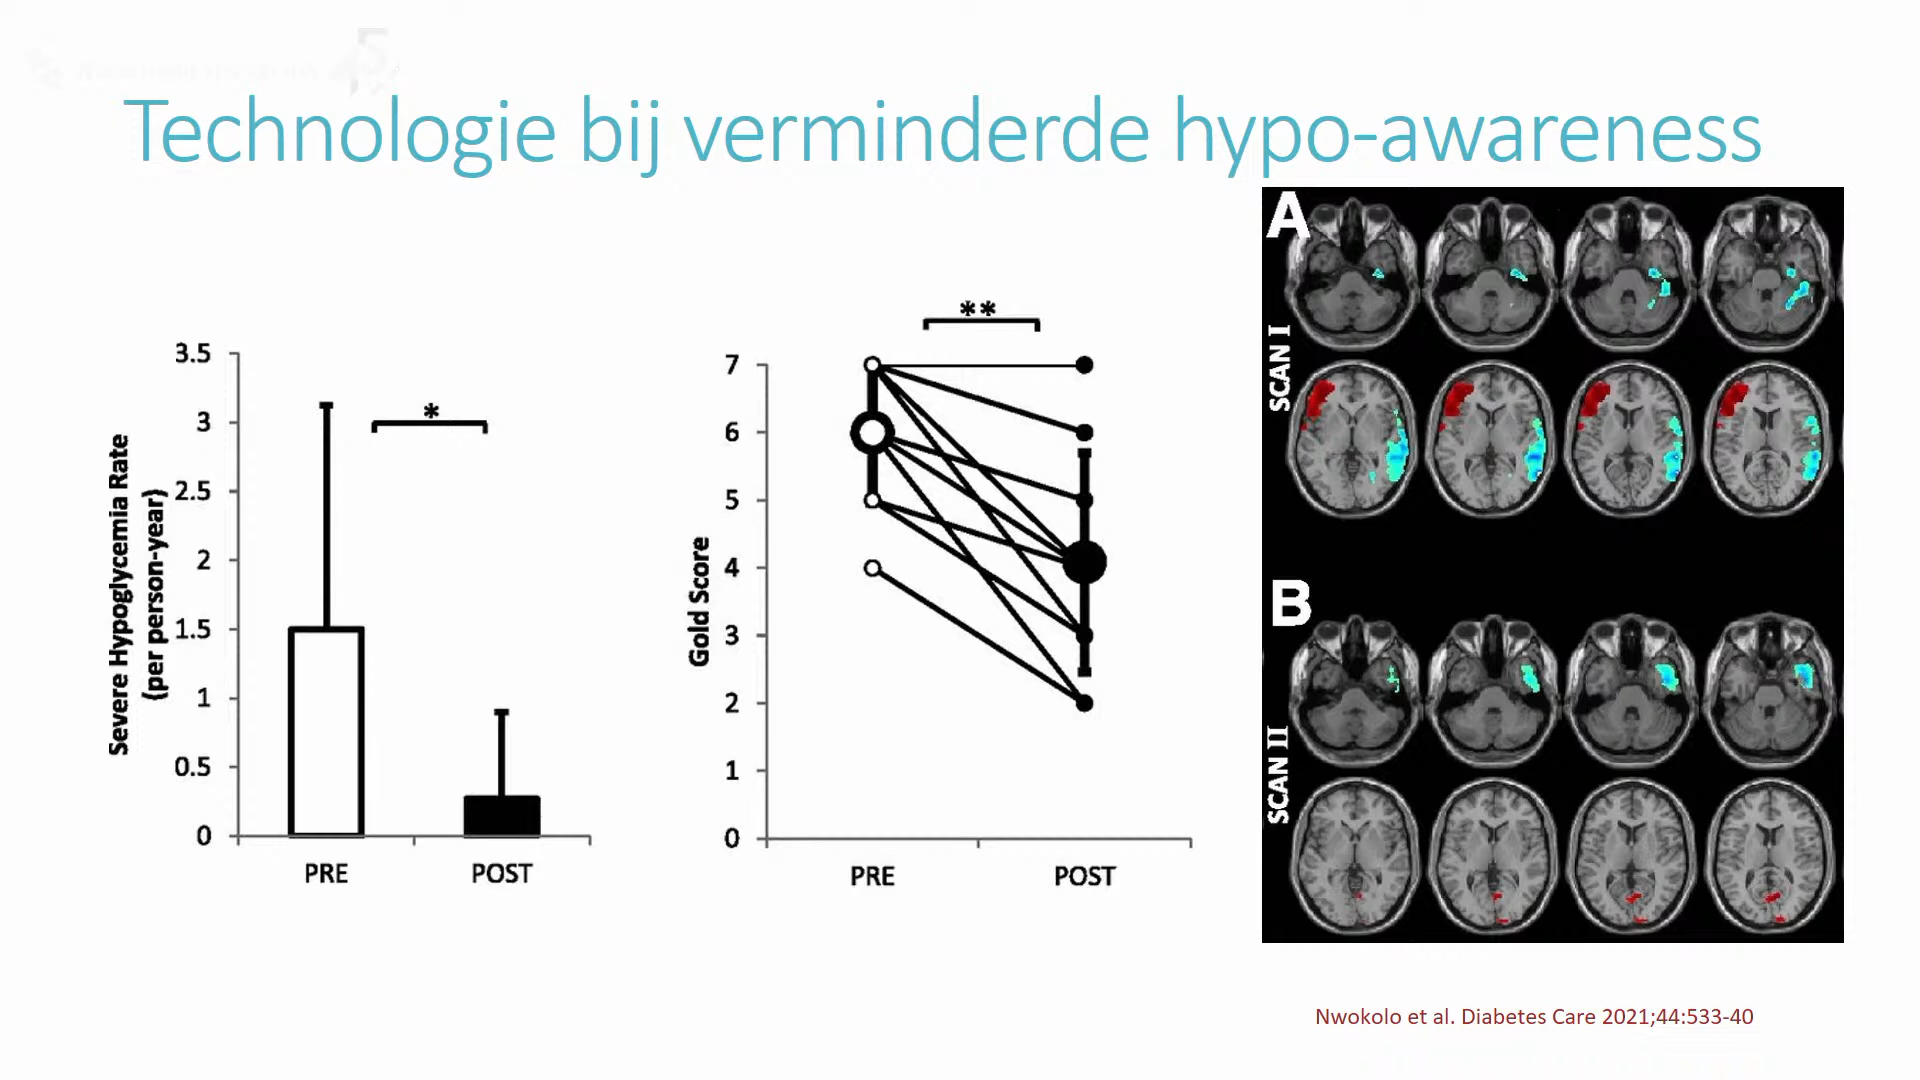 Technologie bij verminderde hypo-awareness
Severe Hypoglycemia Rate
(per person-year)
3.5
3
2.5
2
1.5
1
0.5
0
*
PRE
POST
Gold Score
7
6
5
4
3
2
1
0
**
PRE
POST
A
SCAN I
B
SCAN II
Nwokolo et al. Diabetes Care 2021;44:533-40